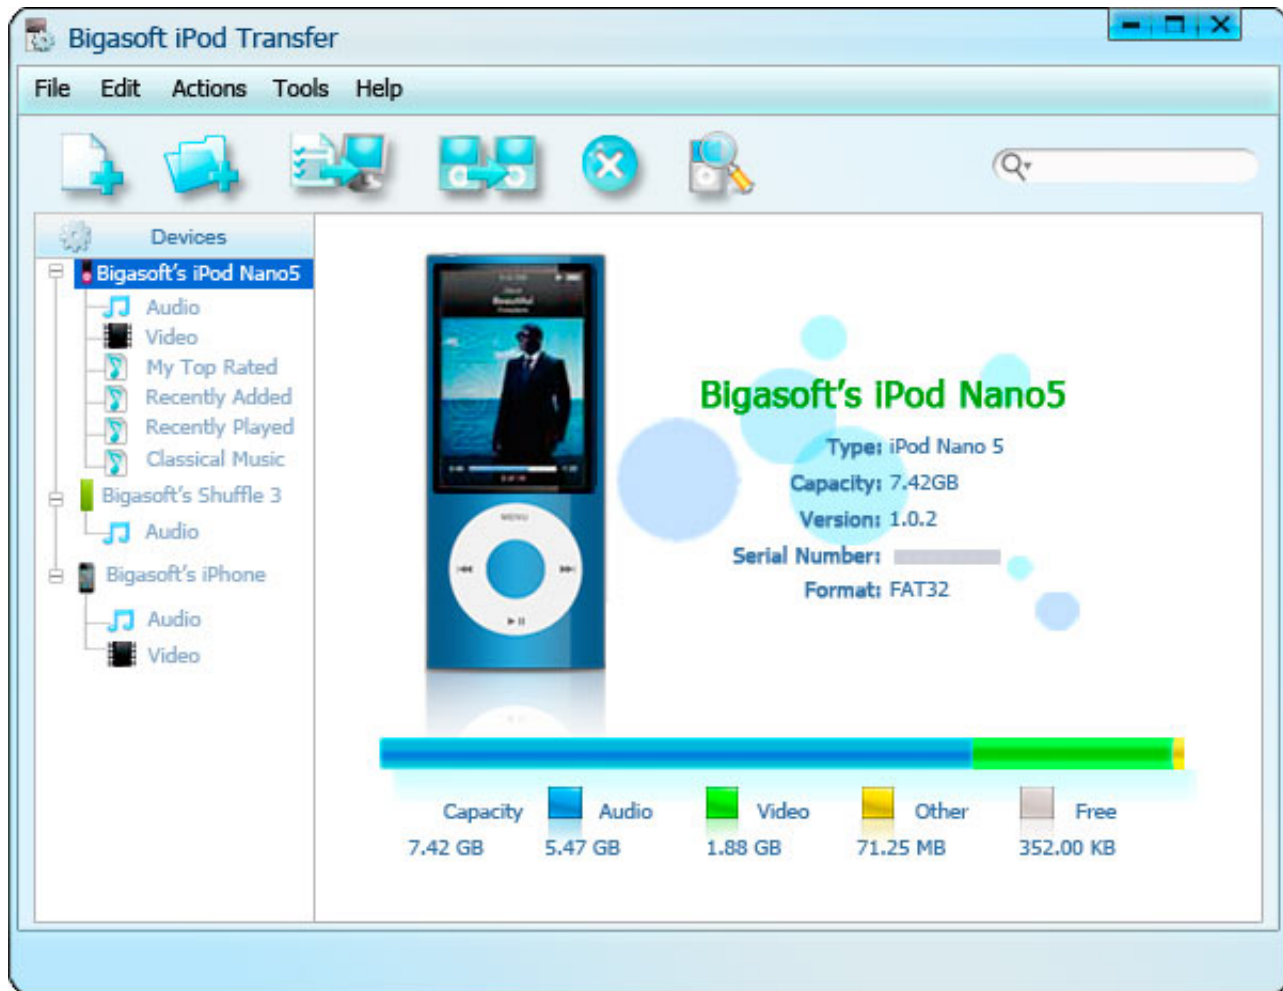 Bigasoft iPod Transfer
File Edit Actions Tools Help
Devices
Bigasoft's iPod Nano5
Audio
Video
My Top Rated
Recently Added
Recently Played
Classical Music
Bigasoft's Shuffle 3
Audio
Bigasoft's iPhone
Audio
Video
Beautiful
MENU
Bigasoft's iPod Nano5
Type: iPod Nano 5
Capacity: 7.42GB
Version: 1.0.2
Serial Number:
Format: FAT32
Capacity Audio Video Other Free
7.42 GB 5.47 GB 1.88 GB 71.25 MB 352.00 KB